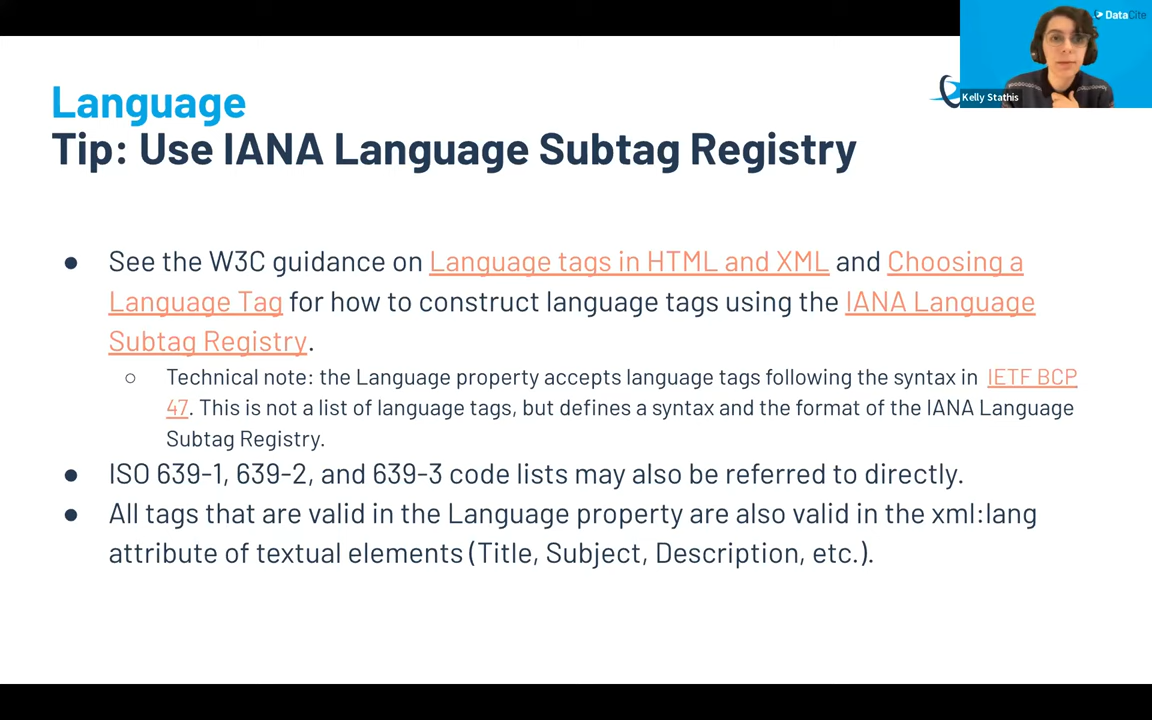 DataCite
Kelly Stathis
Language
Tip: Use IANA Language Subtag Registry
● See the W3C guidance on Language tags in HTML and XML and Choosing a
Language Tag for how to construct language tags using the IANA Language
Subtag Registry.
○ Technical note: the Language property accepts language tags following the syntax in IETF BCP
47. This is not a list of language tags, but defines a syntax and the format of the IANA Language
Subtag Registry.
● ISO 639-1, 639-2, and 639-3 code lists may also be referred to directly.
● All tags that are valid in the Language property are also valid in the xml:lang
attribute of textual elements (Title, Subject, Description, etc.).